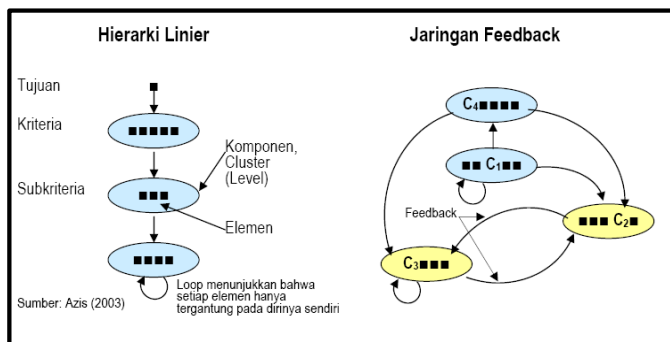 Hierarki Linier
Tujuan
Kriteria
Subkriteria
Komponen,
Cluster
(Level)
Elemen
Loop menunjukkan bahwa
setiap elemen hanya
tergantung pada dirinya sendiri
Sumber: Azis (2003)
Jaringan Feedback
C4
C1
C2
Feedback
C3